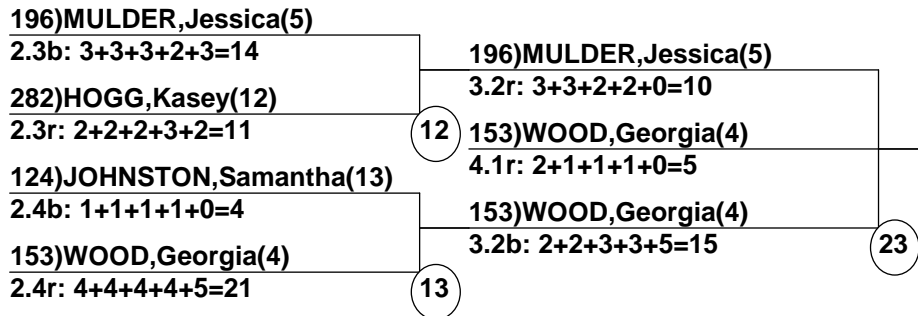 196)MULDER,Jessica(5)
2.3b: 3+3+3+2+3=14
282)HOGG,Kasey(12)
2.3r: 2+2+2+3+2=11
12
124)JOHNSTON,Samantha(13)
2.4b: 1+1+1+1+0=4
153)WOOD,Georgia(4)
2.4r: 4+4+4+4+5=21
13
196)MULDER,Jessica(5)
3.2r: 3+3+2+2+0=10
153)WOOD,Georgia(4)
4.1r: 2+1+1+1+0=5
153)WOOD,Georgia(4)
3.2b: 2+2+3+3+5=15
23